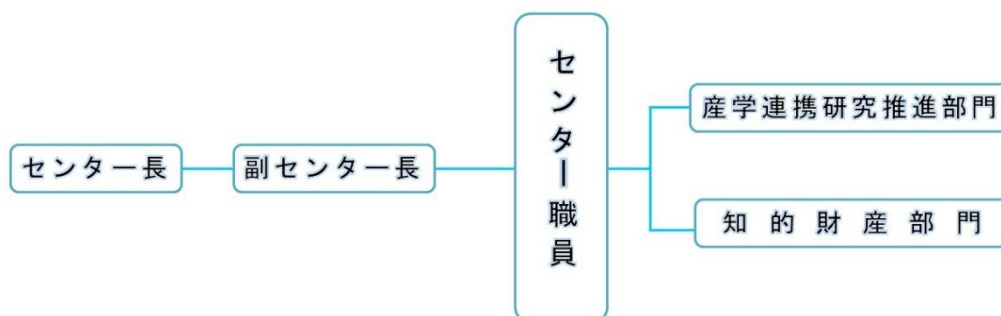 センター長
副センター長
センター職員
産学連携研究推進部門
知的財産部門